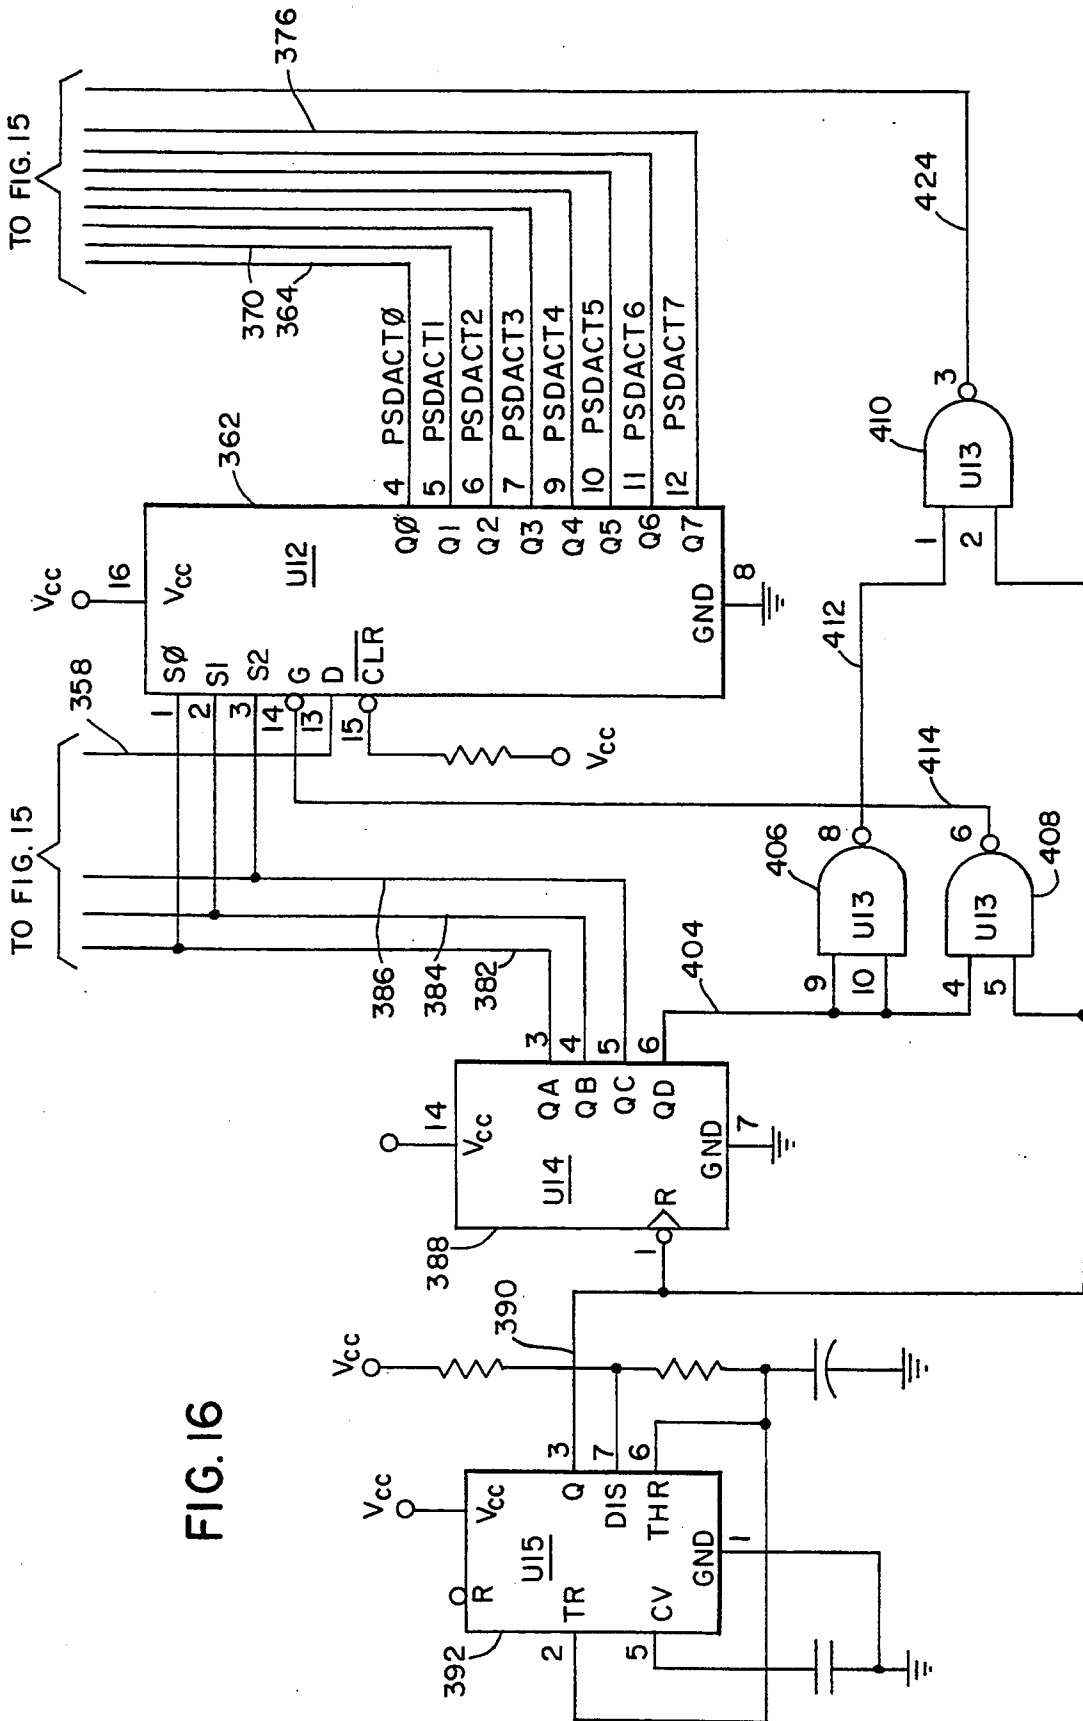 FIG. 16
TO FIG. 15
TO FIG. 15
376
370
364
424
358
362
Vcc
16
Vcc
U12
1 SØ
2 S1
3 S2
14 G
13 D
15 CLR
Vcc
QØ 4 PSDACTØ
Q1 5 PSDACT1
Q2 6 PSDACT2
Q3 7 PSDACT3
Q4 9 PSDACT4
Q5 10 PSDACT5
Q6 11 PSDACT6
Q7 12 PSDACT7
GND 8
386
384
382
388
14
Vcc
U14
QA 3
QB 4
QC 5
QD 6
1 R
GND 7
404
406
9
10
U13
8
412
408
4
5
U13
6
414
410
1
2
U13
3
390
Vcc
392
Vcc
Vcc
R
U15
Q 3
DIS 7
THR 6
2 TR
5 CV
GND 1